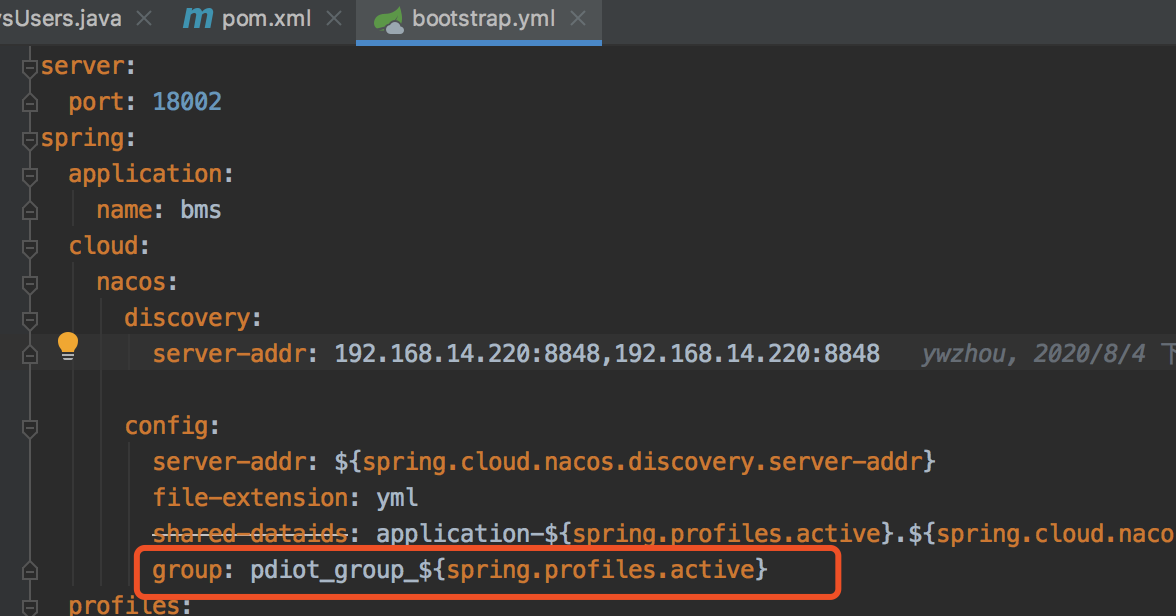 sUsers.java × m pom.xml × bootstrap.yml ×
server:
port: 18002
spring:
application:
name: bms
cloud:
nacos:
discovery:
server-addr: 192.168.14.220:8848,192.168.14.220:8848 ywzhou, 2020/8/4 下
config:
server-addr: ${spring.cloud.nacos.discovery.server-addr}
file-extension: yml
shared-dataids: application-${spring.profiles.active}.${spring.cloud.naco
group: pdiot_group_${spring.profiles.active}
profiles: